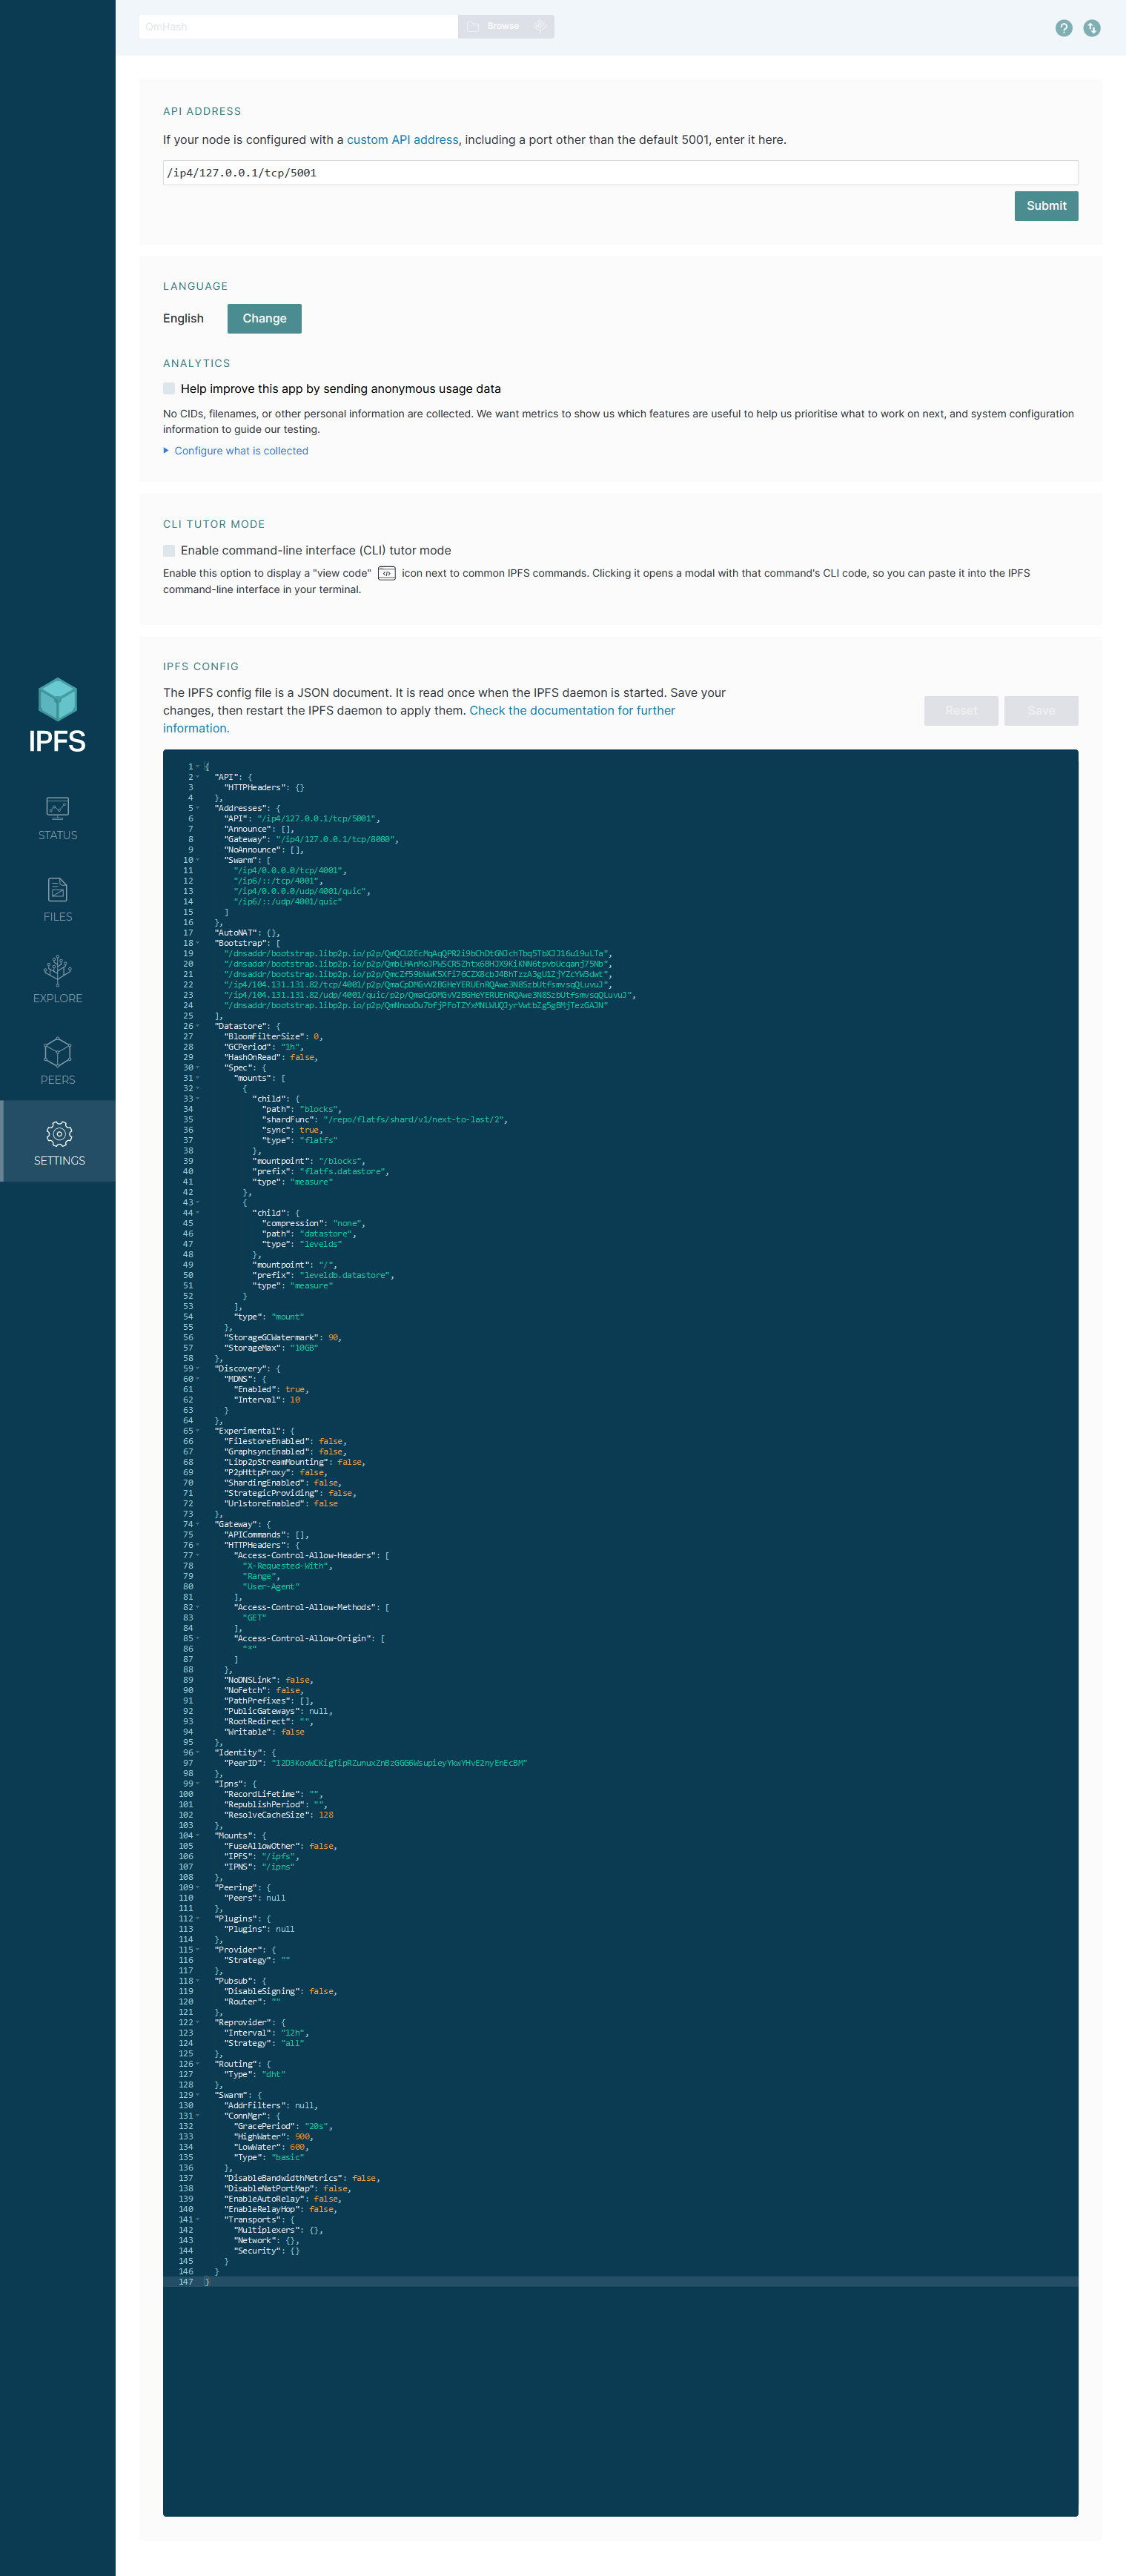 QmHash
Browse
API ADDRESS
If your node is configured with a custom API address, including a port other than the default 5001, enter it here.
/ip4/127.0.0.1/tcp/5001
Submit
LANGUAGE
English
Change
ANALYTICS
Help improve this app by sending anonymous usage data
No CIDs, filenames, or other personal information are collected. We want metrics to show us which features are useful to help us prioritise what to work on next, and system configuration
information to guide our testing.
Configure what is collected
CLI TUTOR MODE
Enable command-line interface (CLI) tutor mode
Enable this option to display a "view code" icon next to common IPFS commands. Clicking it opens a modal with that command's CLI code, so you can paste it into the IPFS
command-line interface in your terminal.
IPFS
STATUS
FILES
EXPLORE
PEERS
SETTINGS
IPFS CONFIG
The IPFS config file is a JSON document. It is read once when the IPFS daemon is started. Save your
changes, then restart the IPFS daemon to apply them. Check the documentation for further
information.
Reset
Save
1 {
2 "API": {
3 "HTTPHeaders": {}
4 },
5 "Addresses": {
6 "API": "/ip4/127.0.0.1/tcp/5001",
7 "Announce": [],
8 "Gateway": "/ip4/127.0.0.1/tcp/8080",
9 "NoAnnounce": [],
10 "Swarm": [
11 "/ip4/0.0.0.0/tcp/4001",
12 "/ip6/::/tcp/4001",
13 "/ip4/0.0.0.0/udp/4001/quic",
14 "/ip6/::/udp/4001/quic"
15 ]
16 },
17 "AutoNAT": {},
18 "Bootstrap": [
19 "/dnsaddr/bootstrap.libp2p.io/p2p/QmQCU2EcMqAqQPR2i9bChDtGNJchTbq5TbXJJ16u19uLTa",
20 "/dnsaddr/bootstrap.libp2p.io/p2p/QmbLHAnMoJPWSCR5Zhtx6BHJX9KiKNN6tpvbUcqanj75Nb",
21 "/dnsaddr/bootstrap.libp2p.io/p2p/QmcZf59bWwK5XFi76CZX8cbJ4BhTzzA3gU1ZjYZcYW3dwt",
22 "/ip4/104.131.131.82/tcp/4001/p2p/QmaCpDMGvV2BGHeYERUEnRQAwe3N8SzbUtfsmvsqQLuvuJ",
23 "/ip4/104.131.131.82/udp/4001/quic/p2p/QmaCpDMGvV2BGHeYERUEnRQAwe3N8SzbUtfsmvsqQLuvuJ",
24 "/dnsaddr/bootstrap.libp2p.io/p2p/QmNnooDu7bfjPFoTZYxMNLWUQJyrVwtbZg5gBMjTezGAJN"
25 ],
26 "Datastore": {
27 "BloomFilterSize": 0,
28 "GCPeriod": "1h",
29 "HashOnRead": false,
30 "Spec": {
31 "mounts": [
32 {
33 "child": {
34 "path": "blocks",
35 "shardFunc": "/repo/flatfs/shard/v1/next-to-last/2",
36 "sync": true,
37 "type": "flatfs"
38 },
39 "mountpoint": "/blocks",
40 "prefix": "flatfs.datastore",
41 "type": "measure"
42 },
43 {
44 "child": {
45 "compression": "none",
46 "path": "datastore",
47 "type": "levelds"
48 },
49 "mountpoint": "/",
50 "prefix": "leveldb.datastore",
51 "type": "measure"
52 }
53 ],
54 "type": "mount"
55 },
56 "StorageGCWatermark": 90,
57 "StorageMax": "10GB"
58 },
59 "Discovery": {
60 "MDNS": {
61 "Enabled": true,
62 "Interval": 10
63 }
64 },
65 "Experimental": {
66 "FilestoreEnabled": false,
67 "GraphsyncEnabled": false,
68 "Libp2pStreamMounting": false,
69 "P2pHttpProxy": false,
70 "ShardingEnabled": false,
71 "StrategicProviding": false,
72 "UrlstoreEnabled": false
73 },
74 "Gateway": {
75 "APICommands": [],
76 "HTTPHeaders": {
77 "Access-Control-Allow-Headers": [
78 "X-Requested-With",
79 "Range",
80 "User-Agent"
81 ],
82 "Access-Control-Allow-Methods": [
83 "GET"
84 ],
85 "Access-Control-Allow-Origin": [
86 "*"
87 ]
88 },
89 "NoDNSLink": false,
90 "NoFetch": false,
91 "PathPrefixes": [],
92 "PublicGateways": null,
93 "RootRedirect": "",
94 "Writable": false
95 },
96 "Identity": {
97 "PeerID": "12D3KooWCKigTipRZunuxZnBzGGG6WsupieyYkwYHvE2nyEnEcBM"
98 },
99 "Ipns": {
100 "RecordLifetime": "",
101 "RepublishPeriod": "",
102 "ResolveCacheSize": 128
103 },
104 "Mounts": {
105 "FuseAllowOther": false,
106 "IPFS": "/ipfs",
107 "IPNS": "/ipns"
108 },
109 "Peering": {
110 "Peers": null
111 },
112 "Plugins": {
113 "Plugins": null
114 },
115 "Provider": {
116 "Strategy": ""
117 },
118 "Pubsub": {
119 "DisableSigning": false,
120 "Router": ""
121 },
122 "Reprovider": {
123 "Interval": "12h",
124 "Strategy": "all"
125 },
126 "Routing": {
127 "Type": "dht"
128 },
129 "Swarm": {
130 "AddrFilters": null,
131 "ConnMgr": {
132 "GracePeriod": "20s",
133 "HighWater": 900,
134 "LowWater": 600,
135 "Type": "basic"
136 },
137 "DisableBandwidthMetrics": false,
138 "DisableNatPortMap": false,
139 "EnableAutoRelay": false,
140 "EnableRelayHop": false,
141 "Transports": {
142 "Multiplexers": {},
143 "Network": {},
144 "Security": {}
145 }
146 }
147 }